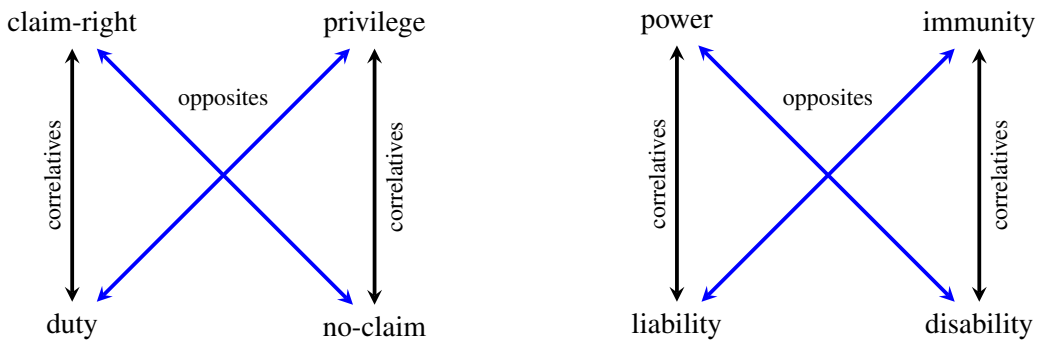 claim-right privilege
opposites
correlatives correlatives
duty no-claim
power immunity
opposites
correlatives correlatives
liability disability